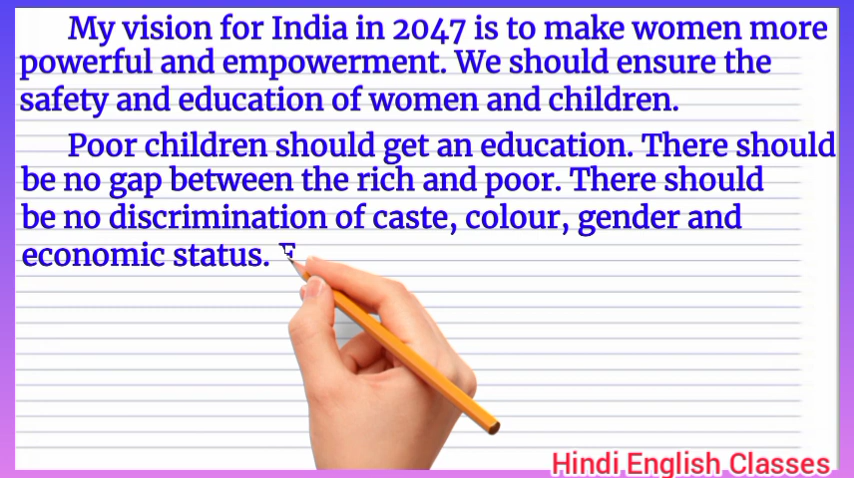 My vision for India in 2047 is to make women more
powerful and empowerment. We should ensure the
safety and education of women and children.
Poor children should get an education. There should
be no gap between the rich and poor. There should
be no discrimination of caste, colour, gender and
economic status.
Hindi English Classes